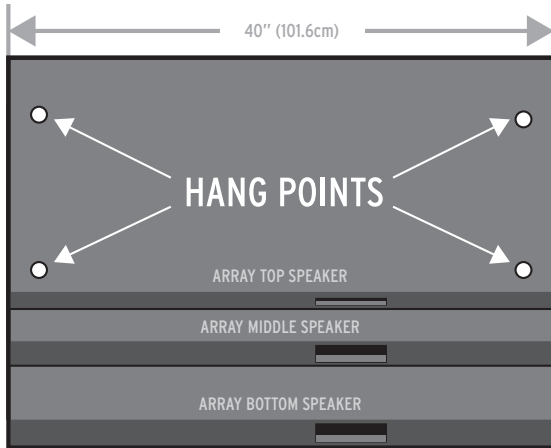 40" (101.6cm)
HANG POINTS
ARRAY TOP SPEAKER
ARRAY MIDDLE SPEAKER
ARRAY BOTTOM SPEAKER